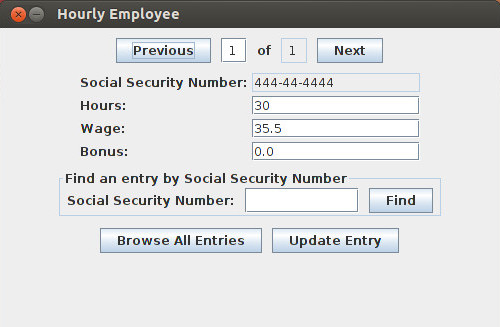 Hourly Employee
Previous 1 of 1 Next
Social Security Number: 444-44-4444
Hours: 30
Wage: 35.5
Bonus: 0.0
Find an entry by Social Security Number
Social Security Number: Find
Browse All Entries Update Entry